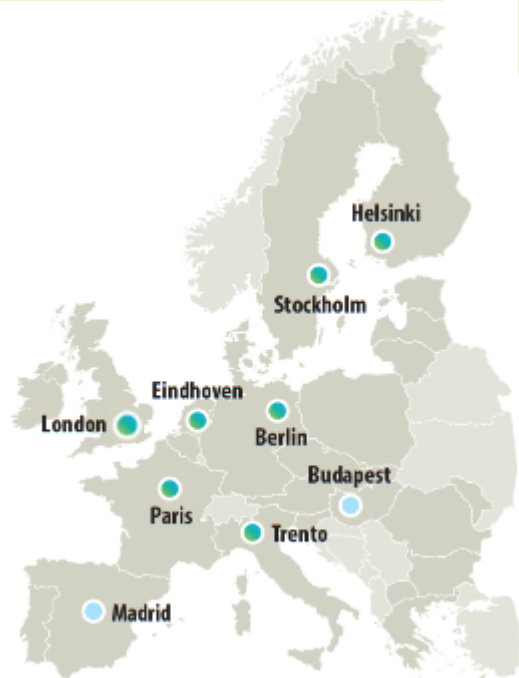 Helsinki
Stockholm
Eindhoven
London
Berlin
Budapest
Paris
Trento
Madrid